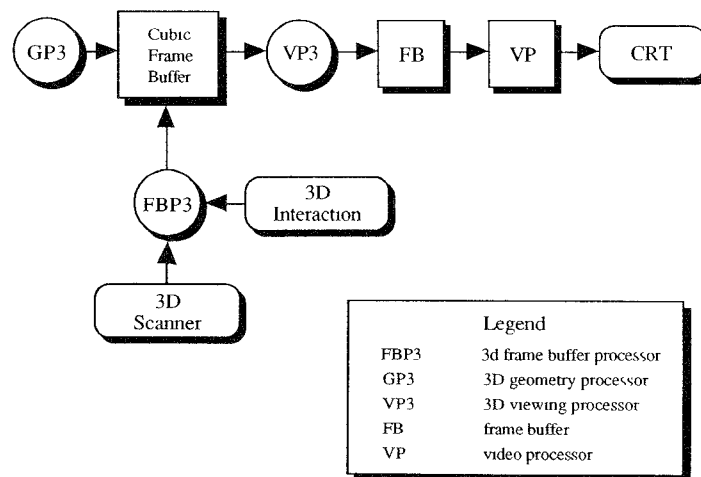 GP3
Cubic
Frame
Buffer
VP3
FB
VP
CRT
FBP3
3D
Interaction
3D
Scanner
Legend
FBP3 3d frame buffer processor
GP3 3D geometry processor
VP3 3D viewing processor
FB frame buffer
VP video processor